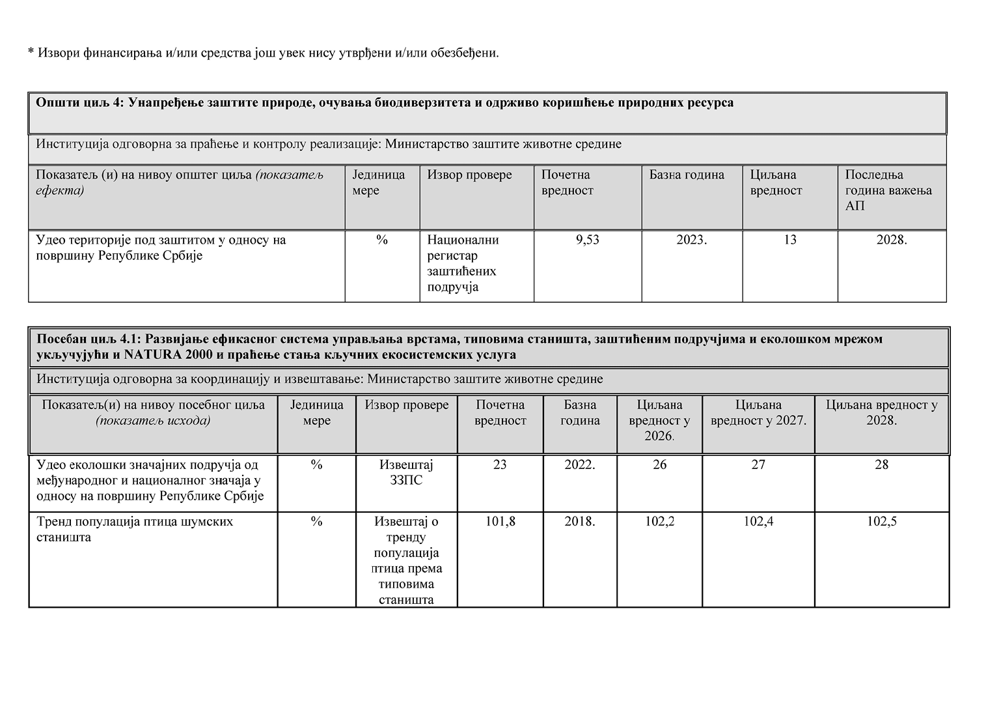 * Извори финансирања и/или средства још увек нису утврђени и/или обезбеђени.
Општи циљ 4: Унапређење заштите природе, очувања биодиверзитета и одрживо коришћење природних ресурса
Институција одговорна за праћење и контролу реализације: Министарство заштите животне средине
Показатељ (и) на нивоу општег циља (показатељ
ефекта)
Јединица
мере
Извор провере
Почетна
вредност
Базна година
Циљана
вредност
Последња
година важења
АП
Удео територије под заштитом у односу на
површину Републике Србије
%
Национални
регистар
заштићених
подручја
9,53
2023.
13
2028.
Посебан циљ 4.1: Развијање ефикасног система управљања врстама, типовима станишта, заштићеним подручјима и еколошком мрежом
укључујући и NATURA 2000 и праћење стања кључних екосистемских услуга
Институција одговорна за координацију и извештавање: Министарство заштите животне средине
Показатељ(и) на нивоу посебног циља
(показатељ исхода)
Јединица
мере
Извор провере
Почетна
вредност
Базна
година
Циљана
вредност у
2026.
Циљана
вредност у 2027.
Циљана вредност у
2028.
Удео еколошки значајних подручја од
међународног и националног значаја у
односу на површину Републике Србије
%
Извештај
ЗЗПС
23
2022.
26
27
28
Тренд популација птица шумских
станишта
%
Извештај о
тренду
популација
птица према
типовима
станишта
101,8
2018.
102,2
102,4
102,5